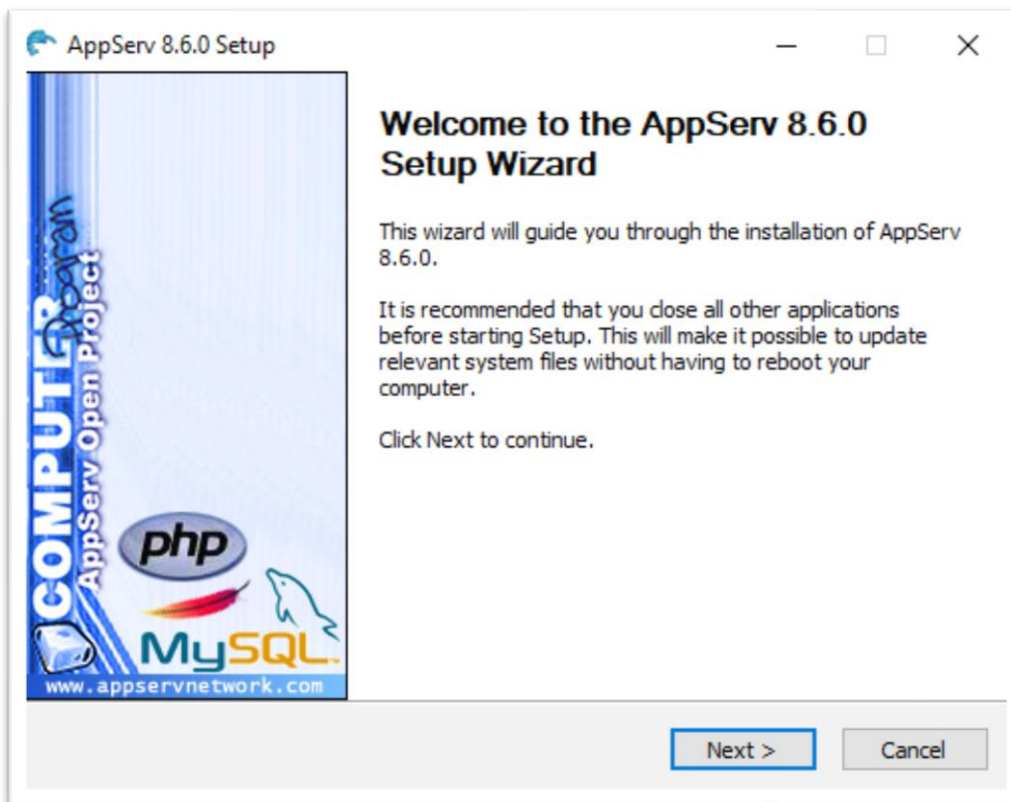 AppServ 8.6.0 Setup
Welcome to the AppServ 8.6.0
Setup Wizard
This wizard will guide you through the installation of AppServ
8.6.0.
It is recommended that you close all other applications
before starting Setup. This will make it possible to update
relevant system files without having to reboot your
computer.
Click Next to continue.
COMPUTER
Program
AppServ Open Project
php
MySQL
www.appservnetwork.com
Next >
Cancel